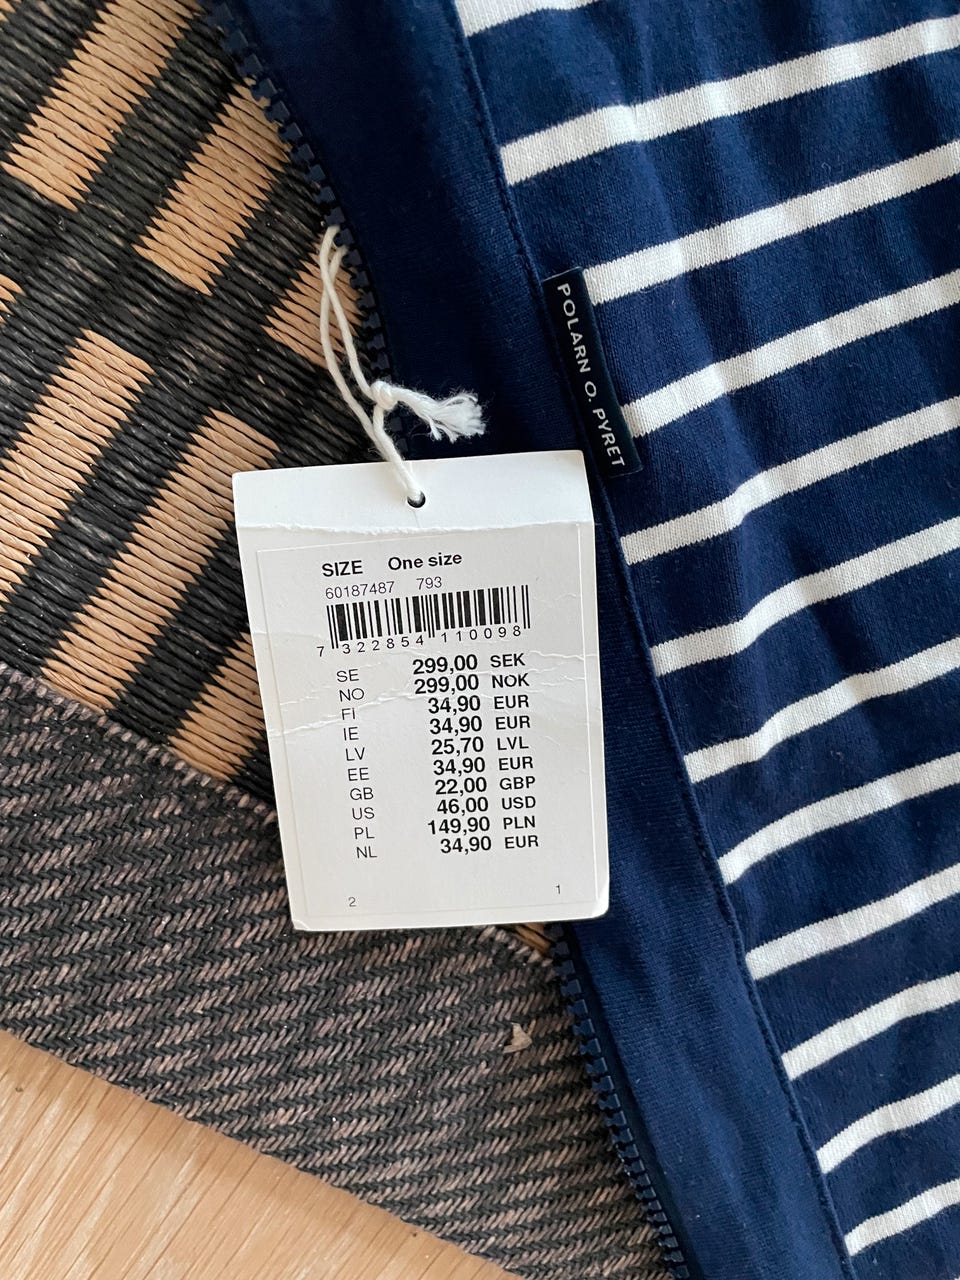 POLARN O. PYRET
SIZE One size
60187487 793
7 322854 110098
SE 299,00 SEK
NO 299,00 NOK
FI 34,90 EUR
IE 34,90 EUR
LV 25,70 LVL
EE 34,90 EUR
GB 22,00 GBP
US 46,00 USD
PL 149,90 PLN
NL 34,90 EUR
2 1